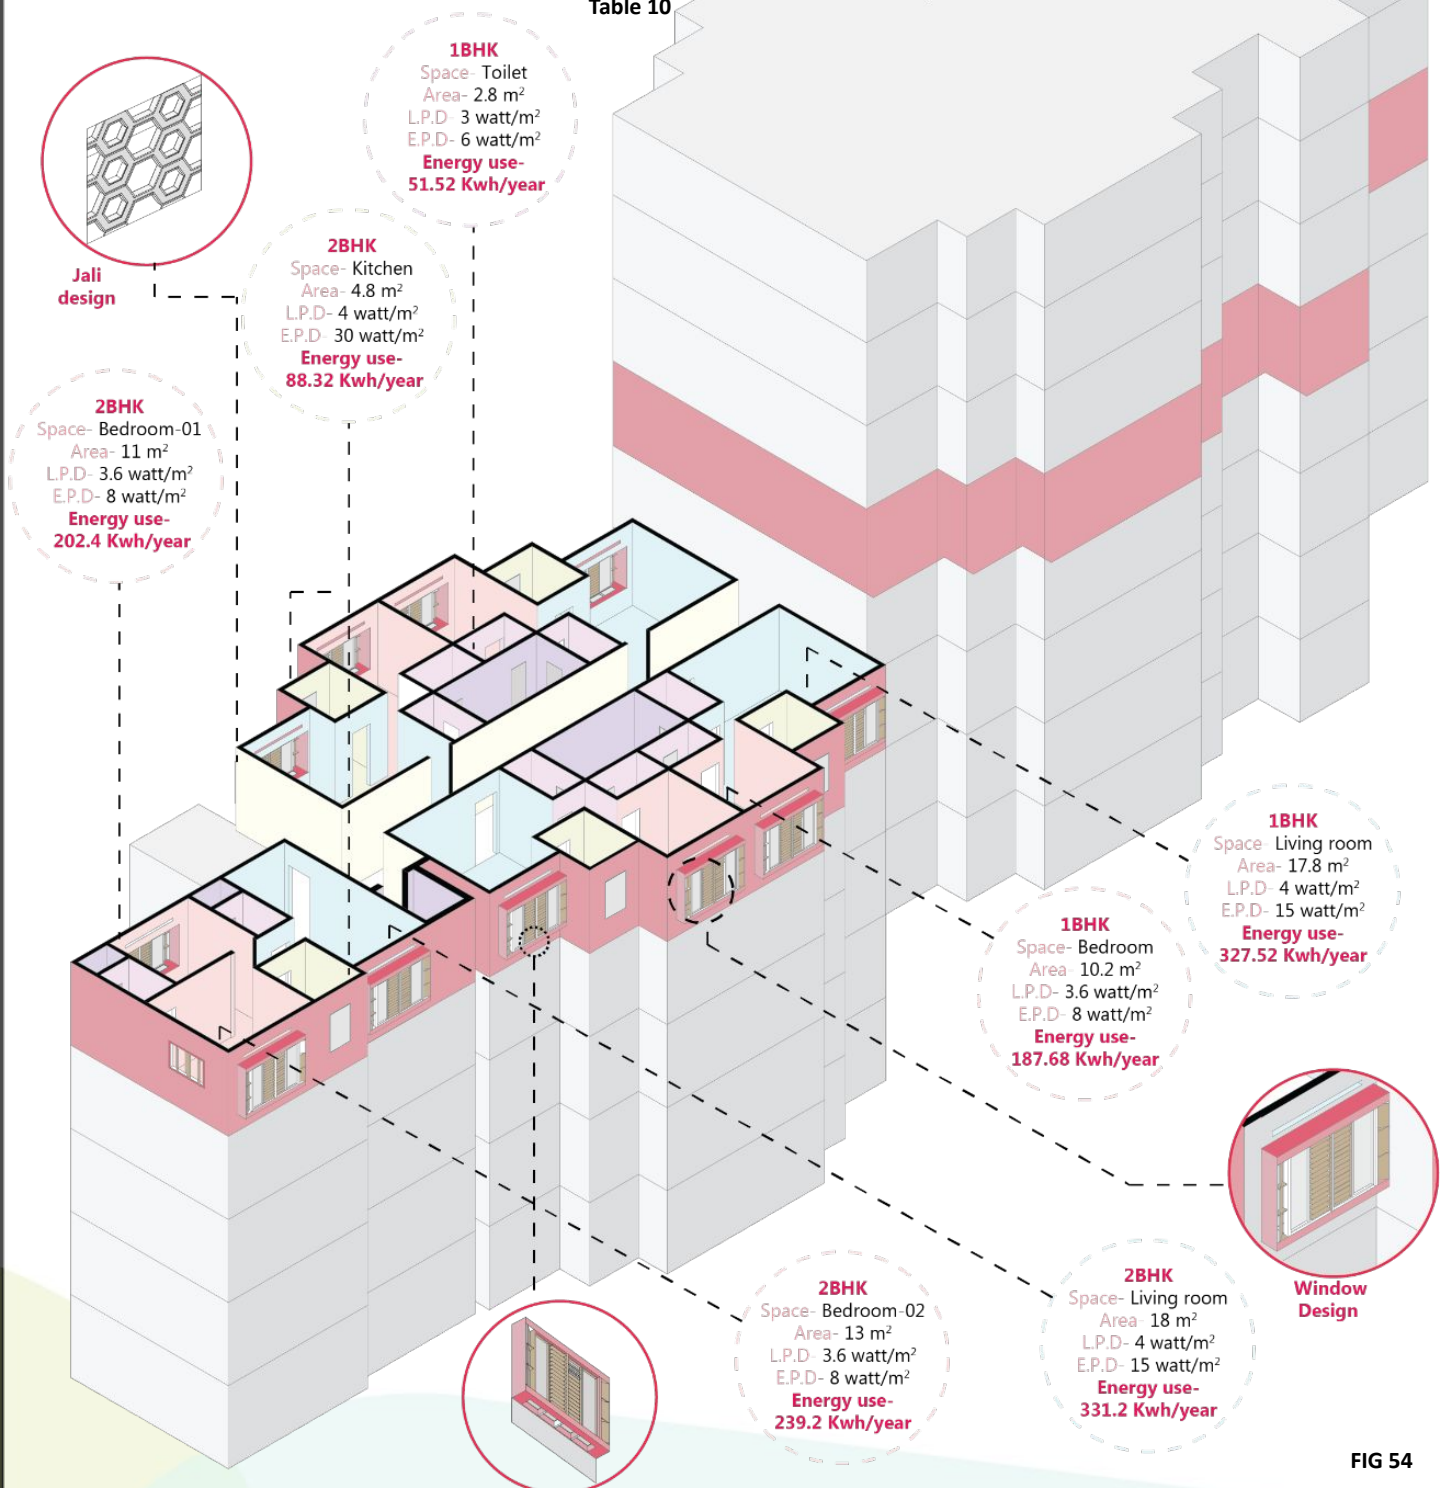 Table 10
1BHK
Space- Toilet
Area- 2.8 m²
L.P.D- 3 watt/m²
E.P.D- 6 watt/m²
Energy use-
51.52 Kwh/year
Jali
design
2BHK
Space- Kitchen
Area- 4.8 m²
L.P.D- 4 watt/m²
E.P.D- 30 watt/m²
Energy use-
88.32 Kwh/year
2BHK
Space- Bedroom-01
Area- 11 m²
L.P.D- 3.6 watt/m²
E.P.D- 8 watt/m²
Energy use-
202.4 Kwh/year
1BHK
Space- Living room
Area- 17.8 m²
L.P.D- 4 watt/m²
E.P.D- 15 watt/m²
Energy use-
327.52 Kwh/year
1BHK
Space- Bedroom
Area- 10.2 m²
L.P.D- 3.6 watt/m²
E.P.D- 8 watt/m²
Energy use-
187.68 Kwh/year
Window
Design
2BHK
Space- Bedroom-02
Area- 13 m²
L.P.D- 3.6 watt/m²
E.P.D- 8 watt/m²
Energy use-
239.2 Kwh/year
2BHK
Space- Living room
Area- 18 m²
L.P.D- 4 watt/m²
E.P.D- 15 watt/m²
Energy use-
331.2 Kwh/year
FIG 54